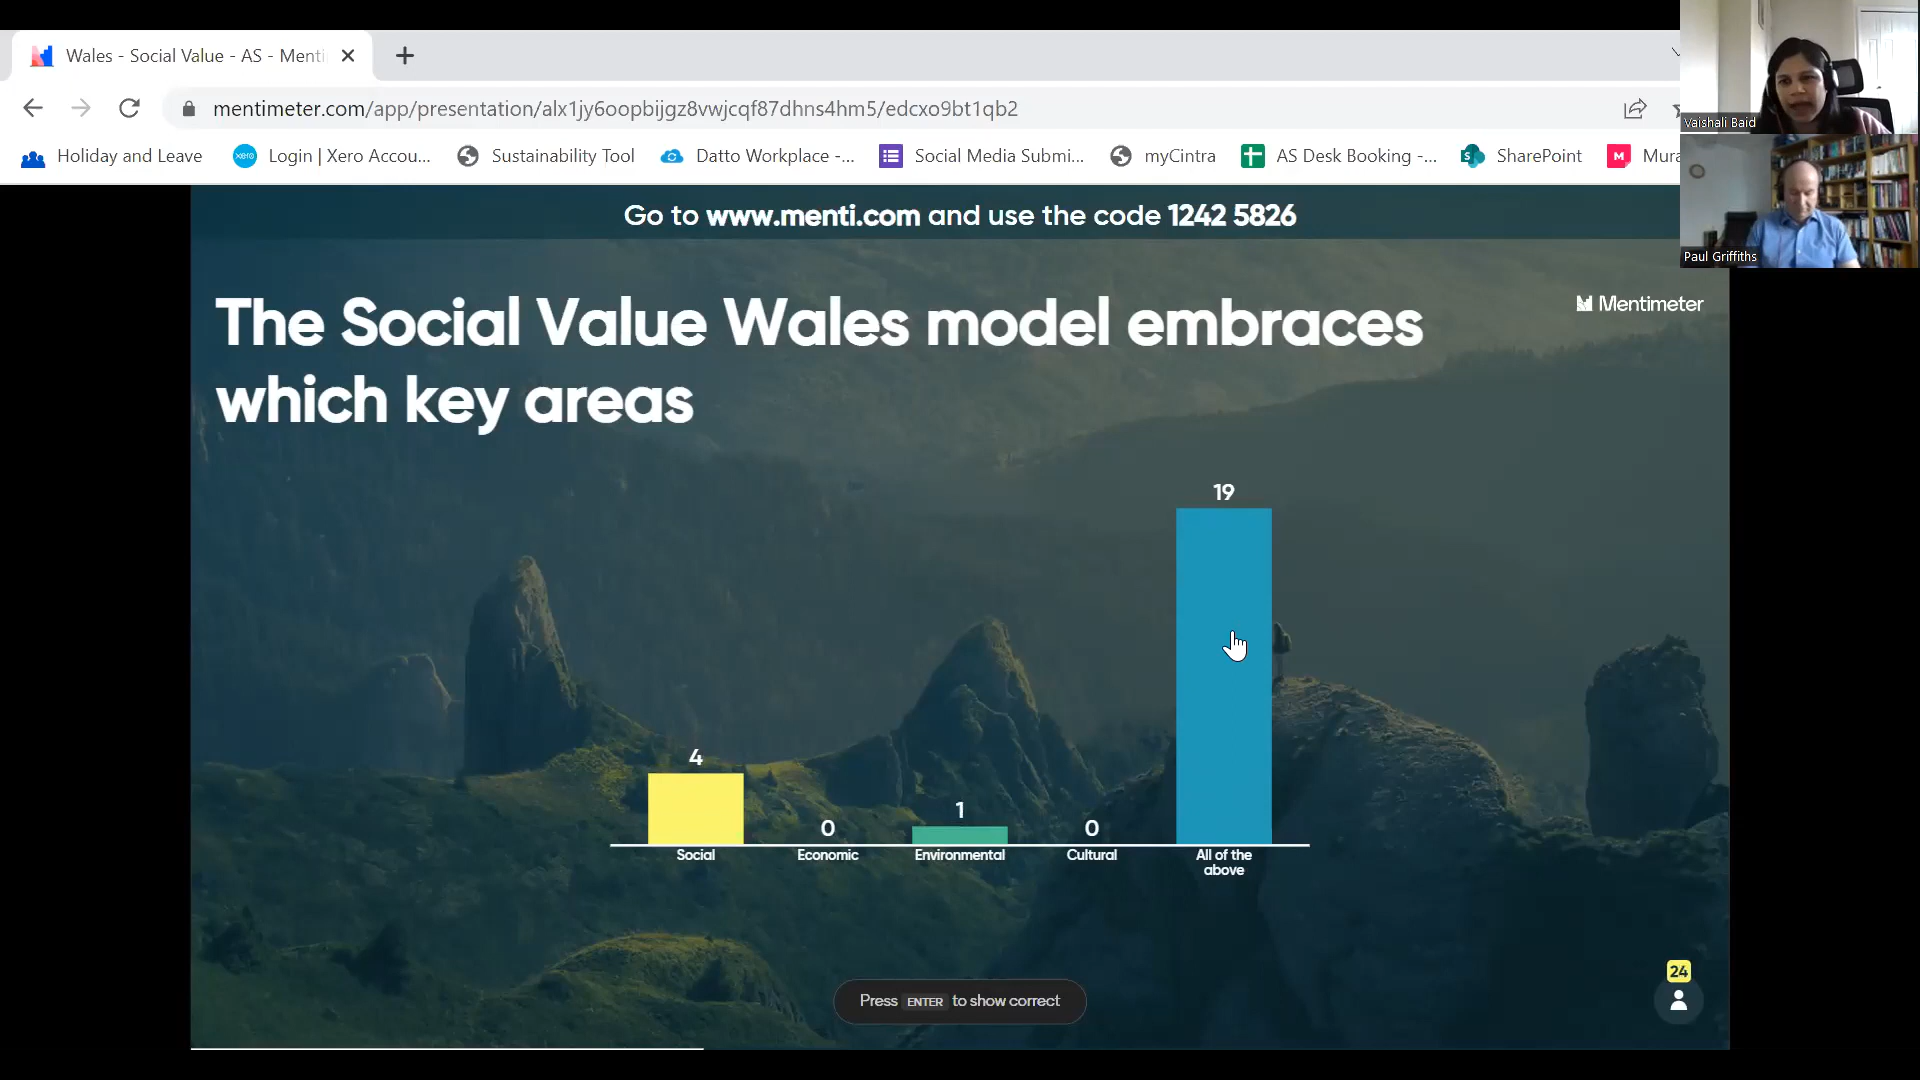 Wales - Social Value - AS - Menti
mentimeter.com/app/presentation/alx1jy6oopbijgz8vwjcqf87dhns4hm5/edcxo9bt1qb2
Holiday and Leave
xero
Login | Xero Accou...
Sustainability Tool
Datto Workplace -...
Social Media Submi...
myCintra
AS Desk Booking -...
SharePoint
M
Mura
Vaishali Baid
Paul Griffiths
Go to www.menti.com and use the code 1242 5826
Mentimeter
The Social Value Wales model embraces
which key areas
4
0
1
0
19
Social
Economic
Environmental
Cultural
All of the
above
Press ENTER to show correct
24